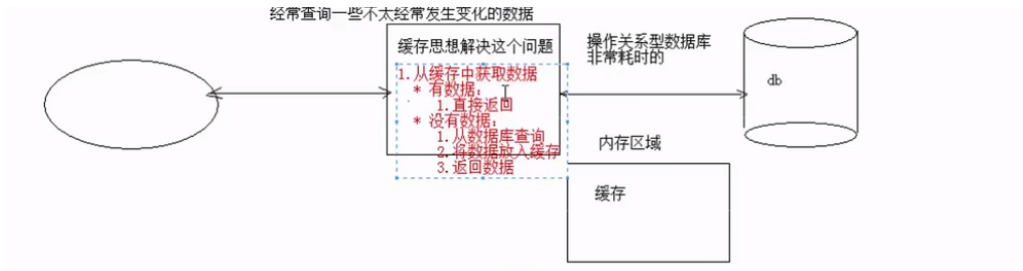 经常查询一些不太经常发生变化的数据
缓存思想解决这个问题
1.从缓存中获取数据
* 有数据：
1.直接返回
* 没有数据：
1.从数据库查询
2.将数据放入缓存
3.返回数据
操作关系型数据库
非常耗时的
db
内存区域
缓存